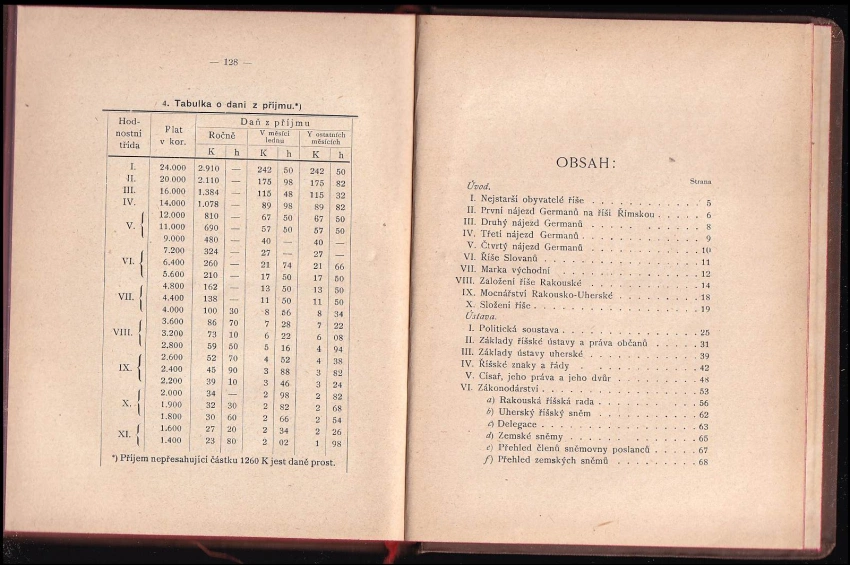 — 128 —
4. Tabulka o dani z příjmu.*)
Hod-
nostní
třída
Plat
v kor.
Daň z příjmu
Ročně
V měsíci
lednu
V ostatních
měsících
K h K h K h
I. 24.000 2.910 — 242 50 242 50
II. 20.000 2.110 — 175 98 175 82
III. 16.000 1.384 — 115 48 115 32
IV. 14.000 1.078 — 89 98 89 82
12.000 810 — 67 50 67 50
V. 11.000 690 — 57 50 57 50
9.000 480 — 40 — 40 —
7.200 324 — 27 — 27 —
VI. 6.400 260 — 21 74 21 66
5.600 210 — 17 50 17 50
4.800 162 — 13 50 13 50
VII. 4.400 138 — 11 50 11 50
4.000 100 30 8 56 8 34
3.600 86 70 7 28 7 22
VIII. 3.200 73 10 6 22 6 08
2.800 59 50 5 16 4 94
2.600 52 70 4 52 4 38
IX. 2.400 45 90 3 88 3 82
2.200 39 10 3 46 3 24
2.000 34 — 2 98 2 82
X. 1.900 32 30 2 82 2 68
1.800 30 60 2 66 2 54
XI. 1.600 27 20 2 34 2 26
1.400 23 80 2 02 1 98
*) Příjem nepřesahující částku 1260 K jest daně prost.
OBSAH:
Strana
Úvod.
I. Nejstarší obyvatelé říše . . . . . . . . . . 5
II. První nájezd Germanů na říši Římskou . . . . . 6
III. Druhý nájezd Germanů . . . . . . . . . . 8
IV. Třetí nájezd Germanů . . . . . . . . . . 9
V. Čtvrtý nájezd Germanů . . . . . . . . . . 10
VI. Říše Slovanů . . . . . . . . . . 11
VII. Marka východní . . . . . . . . . . 12
VIII. Založení říše Rakouské . . . . . . . . . . 14
IX. Mocnářství Rakousko-Uherské . . . . . . . . 18
X. Složení říše . . . . . . . . . . 19
Ústava.
I. Politická soustava . . . . . . . . . . 25
II. Základy říšské ústavy a práva občanů . . . . . 31
III. Základy ústavy uherské . . . . . . . . . . 39
IV. Říšské znaky a řády . . . . . . . . . . 42
V. Císař, jeho práva a jeho dvůr . . . . . . . . 48
VI. Zákonodárství . . . . . . . . . . 53
a) Rakouská říšská rada . . . . . . . . . . 56
b) Uherský říšský sněm . . . . . . . . . . 62
c) Delegace . . . . . . . . . . 63
d) Zemské sněmy . . . . . . . . . . 65
e) Přehled členů sněmovny poslanců . . . . . 67
f) Přehled zemských sněmů . . . . . . . . 68